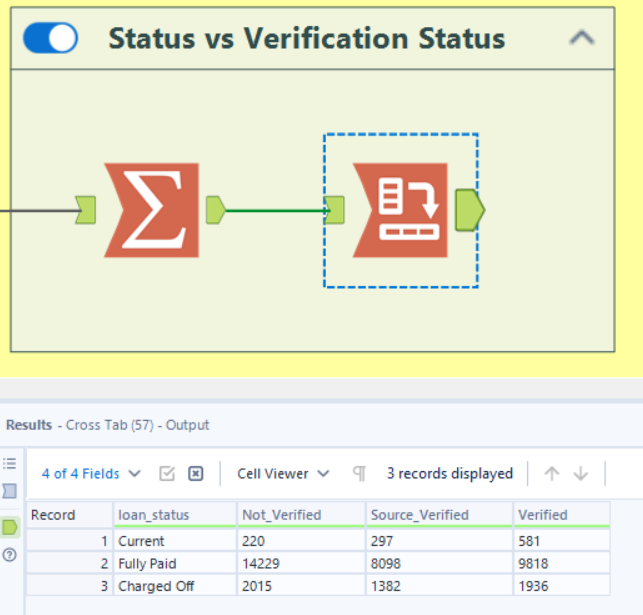 Status vs Verification Status
Results - Cross Tab (57) - Output
4 of 4 Fields Cell Viewer 3 records displayed
Record loan_status Not_Verified Source_Verified Verified
1 Current 220 297 581
2 Fully Paid 14229 8098 9818
3 Charged Off 2015 1382 1936